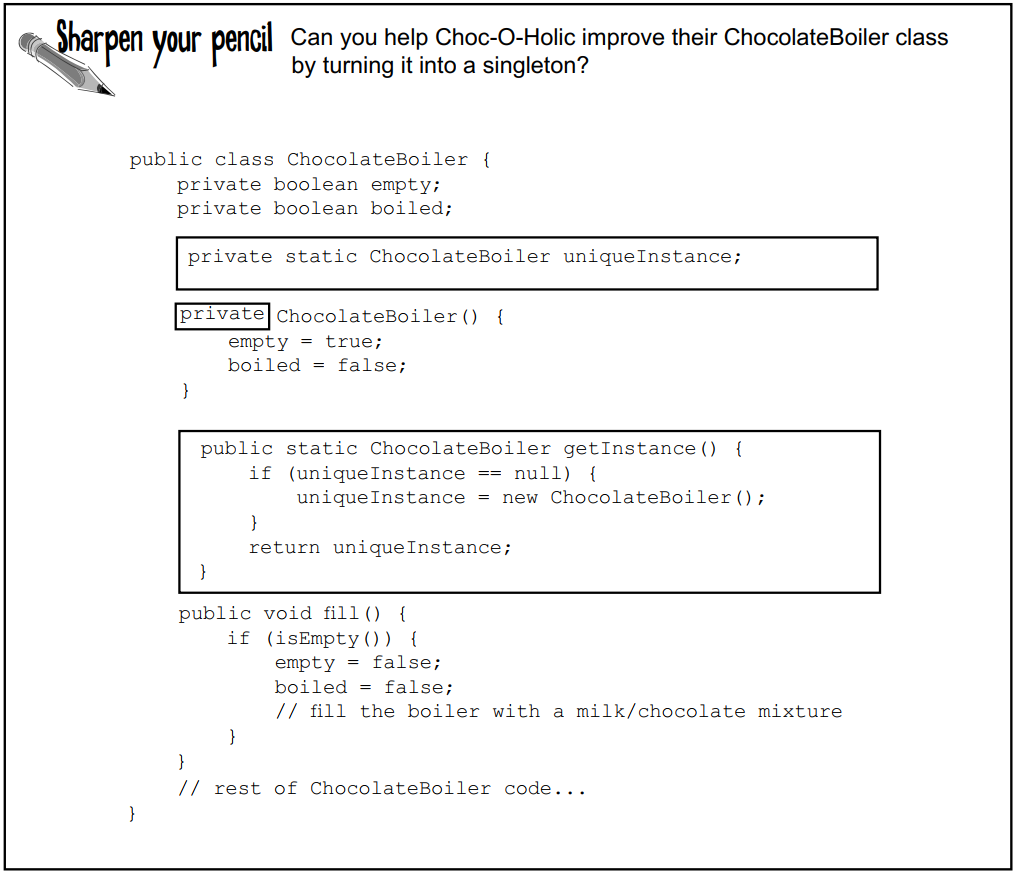 Sharpen your pencil
Can you help Choc-O-Holic improve their ChocolateBoiler class
by turning it into a singleton?
public class ChocolateBoiler {
    private boolean empty;
    private boolean boiled;
    private static ChocolateBoiler uniqueInstance;
    private ChocolateBoiler() {
        empty = true;
        boiled = false;
    }
    public static ChocolateBoiler getInstance() {
        if (uniqueInstance == null) {
            uniqueInstance = new ChocolateBoiler();
        }
        return uniqueInstance;
    }
    public void fill() {
        if (isEmpty()) {
            empty = false;
            boiled = false;
            // fill the boiler with a milk/chocolate mixture
        }
    }
    // rest of ChocolateBoiler code...
}